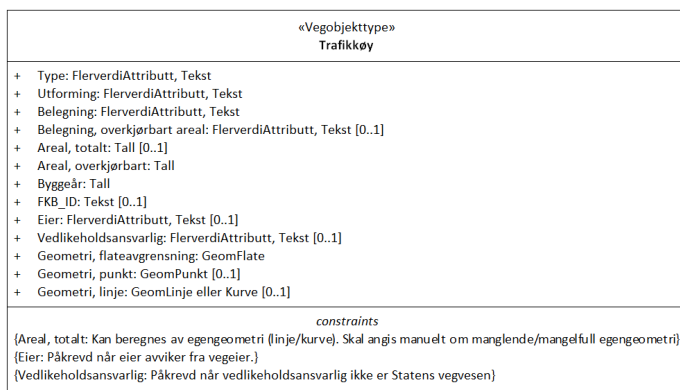 «Vegobjekttype»
Trafikkøy
+ Type: FlerverdiAttributt, Tekst
+ Utforming: FlerverdiAttributt, Tekst
+ Belegning: FlerverdiAttributt, Tekst
+ Belegning, overkjørbart areal: FlerverdiAttributt, Tekst [0..1]
+ Areal, totalt: Tall [0..1]
+ Areal, overkjørbart: Tall
+ Byggeår: Tall
+ FKB_ID: Tekst [0..1]
+ Eier: FlerverdiAttributt, Tekst [0..1]
+ Vedlikeholdsansvarlig: FlerverdiAttributt, Tekst [0..1]
+ Geometri, flateavgrensning: GeomFlate
+ Geometri, punkt: GeomPunkt [0..1]
+ Geometri, linje: GeomLinje eller Kurve [0..1]
constraints
{Areal, totalt: Kan beregnes av egengeometri (linje/kurve). Skal angis manuelt om manglende/mangelfull egengeometri}
{Eier: Påkrevd når eier avviker fra vegeier.}
{Vedlikeholdsansvarlig: Påkrevd når vedlikeholdsansvarlig ikke er Statens vegvesen}